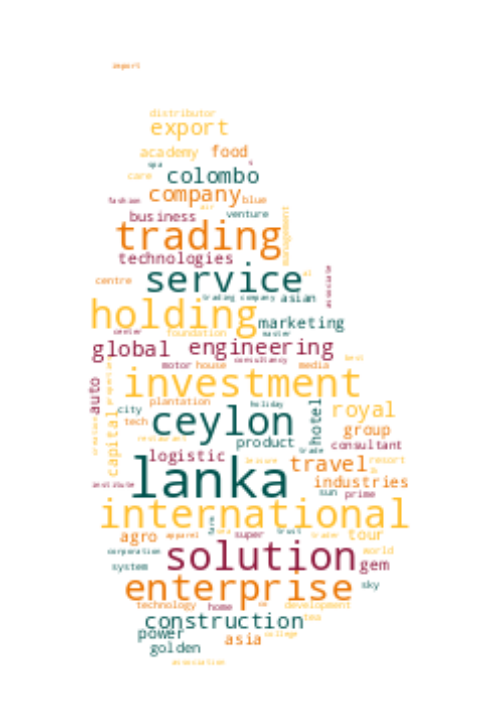 import
distributor
export
academy food
spa
care colombo
company blue
fashion
business venture
trading
management
technologies
service
centre
associate
trading company asian
holding
marketing
center foundation master
global engineering
consultancy best
motor house media
investment
auto
properties
plantation holiday
city
ceylon hotel royal
tech group
capital
creation
restaurant product consultant
trade
logistic
leisure travel resort
lanka
industries
institute
sun prime
international
agro apparel super trust trader tour
solution
corporation world
system gem
enterprise
sky
technology home development
construction tea
power college
asia
golden
association